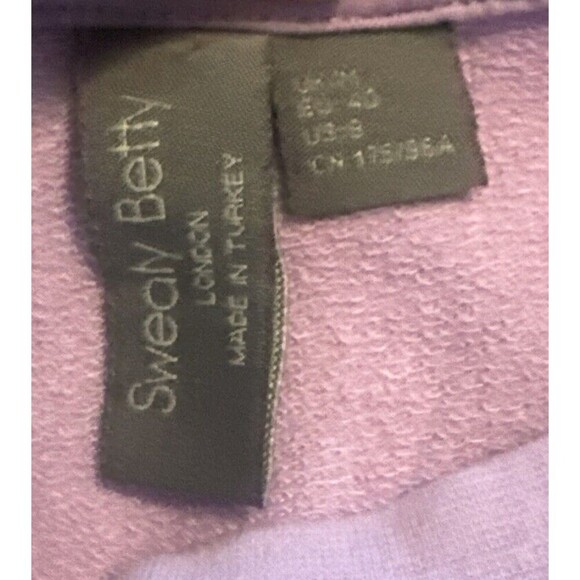 Sweaty Betty
LONDON
MADE IN TURKEY
EU 40
US 8
CN 175/96A